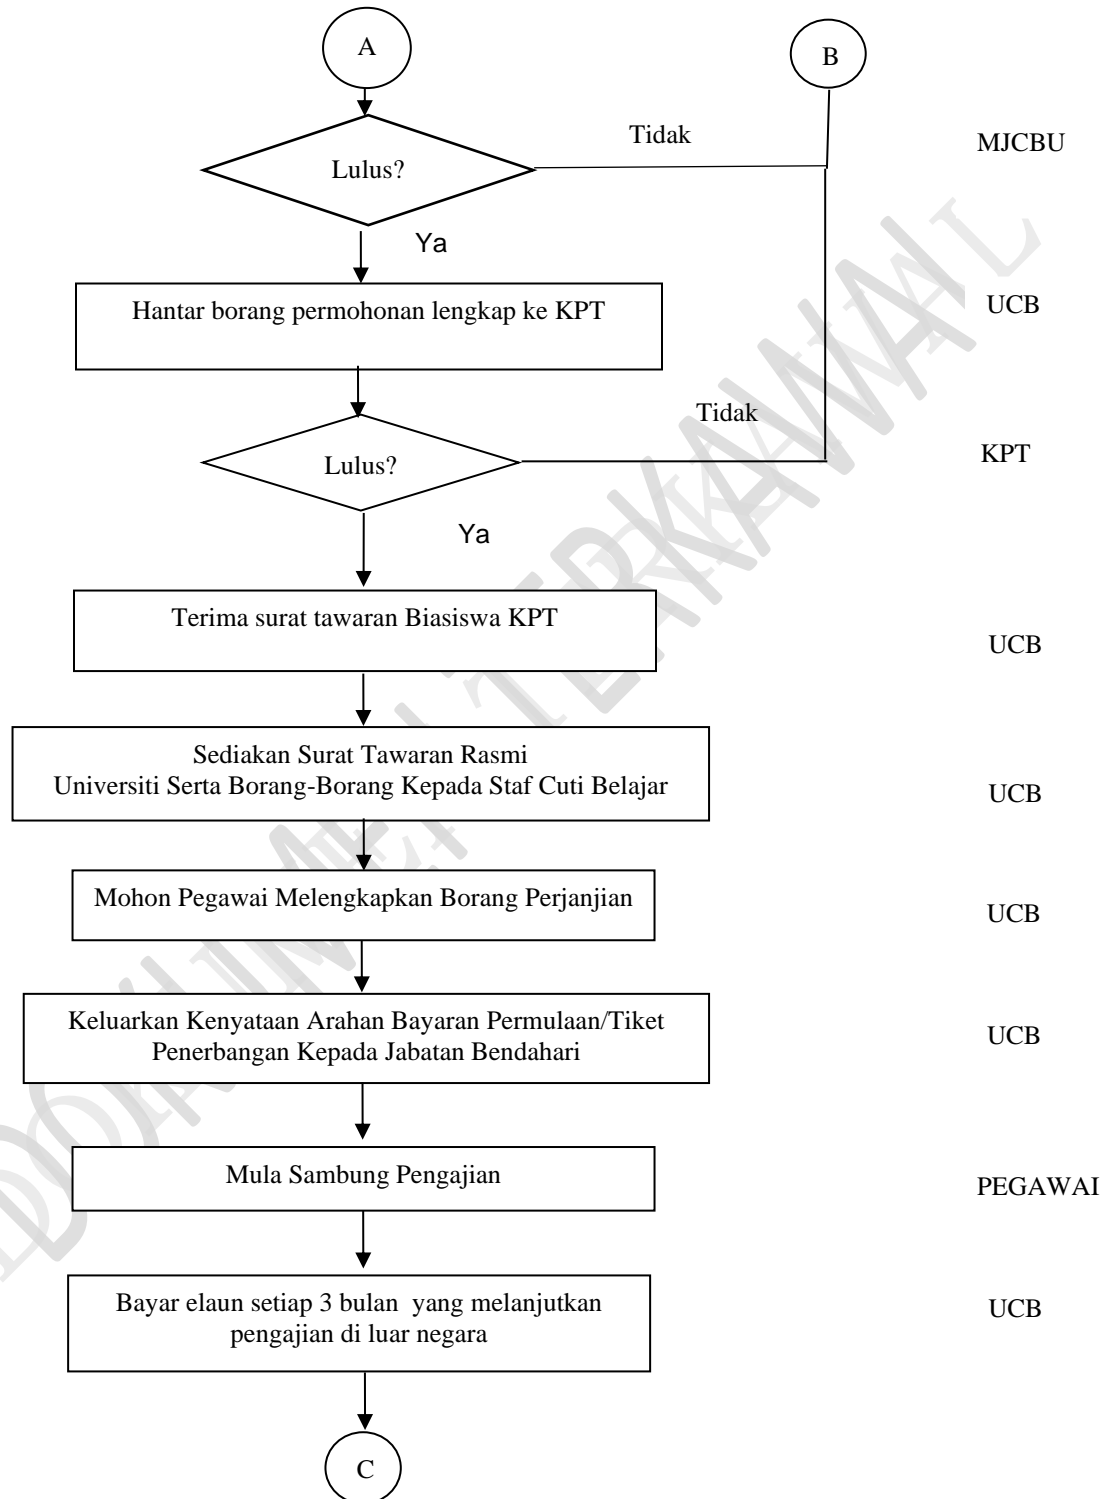 A
B
Tidak
MJCBU
Lulus?
Ya
Hantar borang permohonan lengkap ke KPT
UCB
Tidak
Lulus?
KPT
Ya
Terima surat tawaran Biasiswa KPT
UCB
Sediakan Surat Tawaran Rasmi
Universiti Serta Borang-Borang Kepada Staf Cuti Belajar
UCB
Mohon Pegawai Melengkapkan Borang Perjanjian
UCB
Keluarkan Kenyataan Arahan Bayaran Permulaan/Tiket
Penerbangan Kepada Jabatan Bendahari
UCB
Mula Sambung Pengajian
PEGAWAI
Bayar elaun setiap 3 bulan yang melanjutkan
pengajian di luar negara
UCB
C